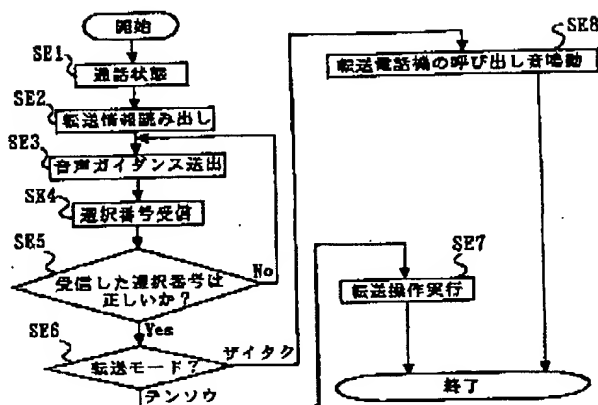 開始
SE1
通話状態
SE2
転送情報読み出し
SE3
音声ガイダンス送出
SE4
選択番号受信
SE5
受信した選択番号は
正しいか？
No
Yes
SE6
転送モード？
ザイタク
テンソウ
SE8
転送電話機の呼び出し音鳴動
SE7
転送操作実行
終了